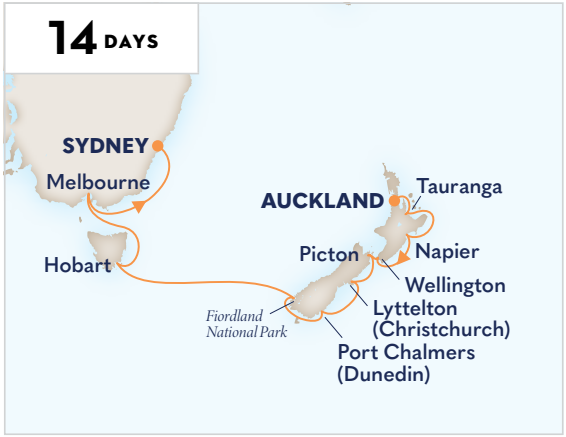 14 DAYS
SYDNEY
Melbourne
Hobart
AUCKLAND
Tauranga
Picton
Napier
Wellington
Fiordland
National Park
Lyttelton
(Christchurch)
Port Chalmers
(Dunedin)